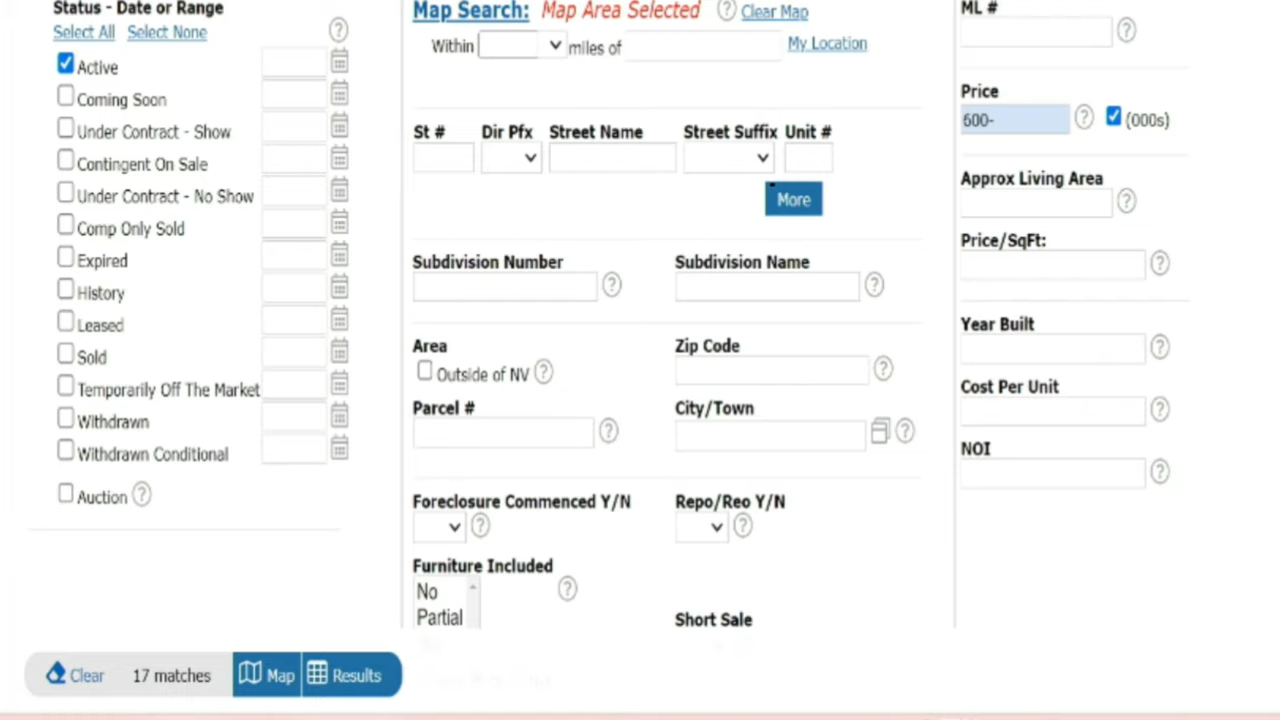 Status - Date or Range
Select All Select None
Active
Coming Soon
Under Contract - Show
Contingent On Sale
Under Contract - No Show
Comp Only Sold
Expired
History
Leased
Sold
Temporarily Off The Market
Withdrawn
Withdrawn Conditional
Auction ?
Map Search: Map Area Selected ? Clear Map
Within miles of My Location
St # Dir Pfx Street Name Street Suffix Unit #
More
Subdivision Number Subdivision Name
Area Zip Code
Outside of NV ?
Parcel # City/Town
Foreclosure Commenced Y/N Repo/Reo Y/N
Furniture Included
No
Partial
Short Sale
ML #
Price
600- ? (000s)
Approx Living Area
Price/SqFt:
Year Built
Cost Per Unit
NOI
Clear 17 matches Map Results